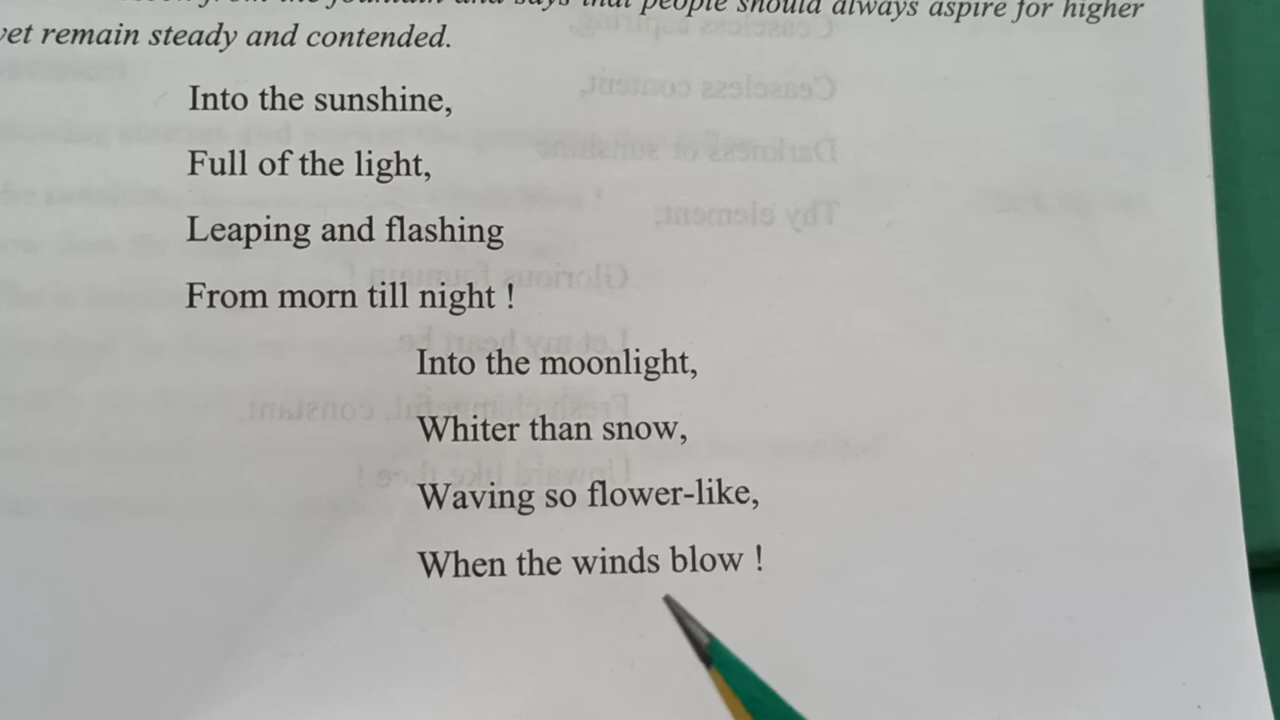 from the fountain and says that people should always aspire for higher
yet remain steady and contended.
Into the sunshine,
Full of the light,
Leaping and flashing
From morn till night !
Into the moonlight,
Whiter than snow,
Waving so flower-like,
When the winds blow !